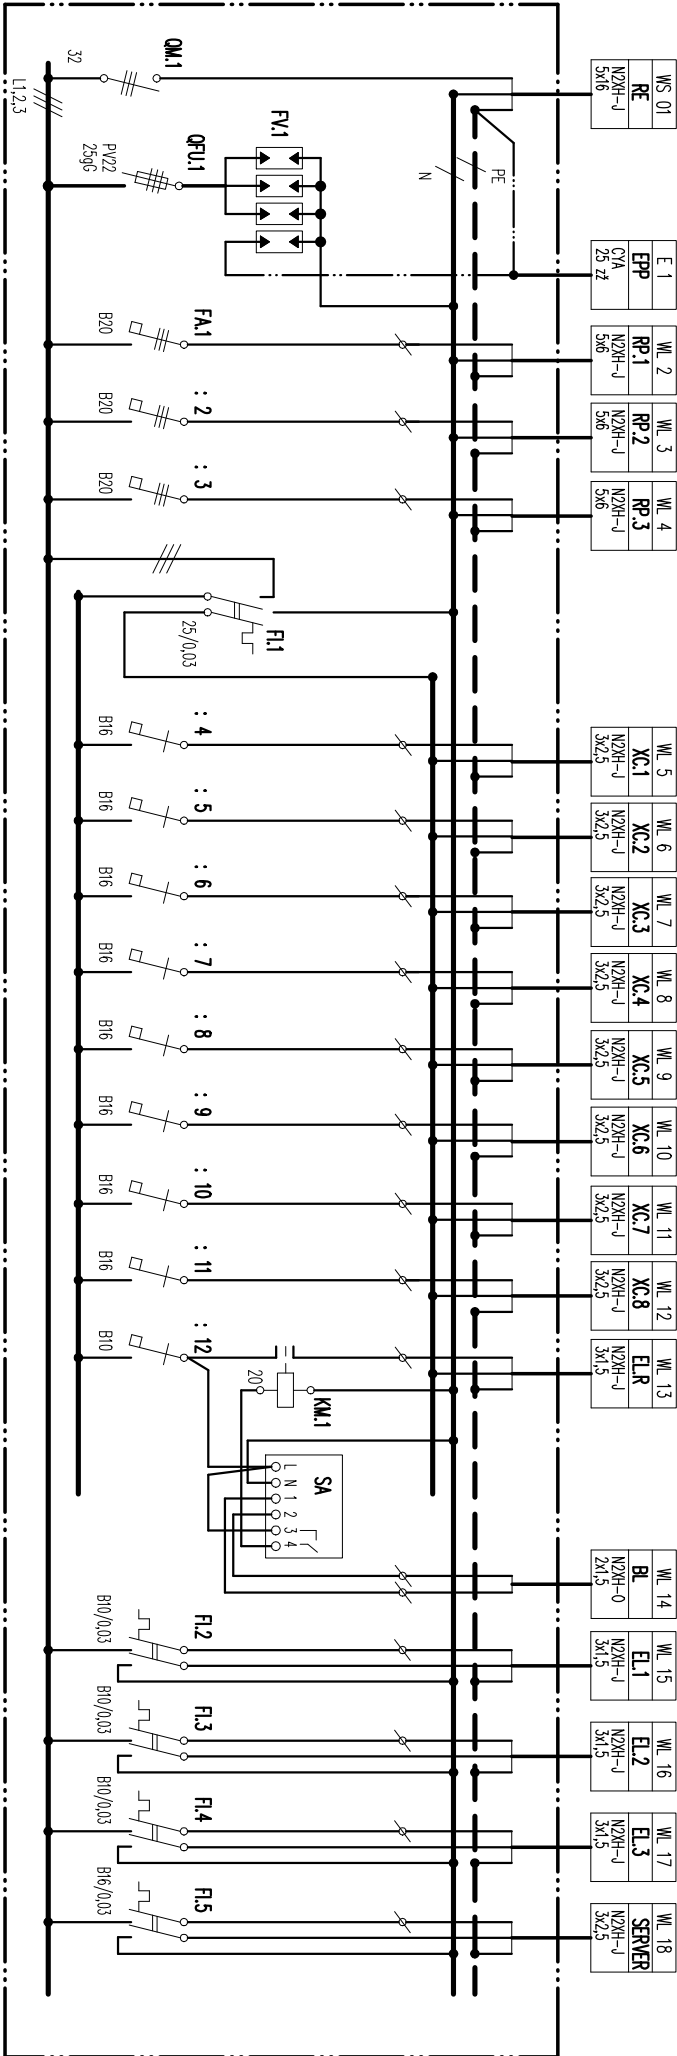 WS 01
RE
N2XH-J
5x16
E 1
EPP
CYA
25 zž
WL 2
RP.1
N2XH-J
5x6
WL 3
RP.2
N2XH-J
5x6
WL 4
RP.3
N2XH-J
5x6
WL 5
XC.1
N2XH-J
3x2,5
WL 6
XC.2
N2XH-J
3x2,5
WL 7
XC.3
N2XH-J
3x2,5
WL 8
XC.4
N2XH-J
3x2,5
WL 9
XC.5
N2XH-J
3x2,5
WL 10
XC.6
N2XH-J
3x2,5
WL 11
XC.7
N2XH-J
3x2,5
WL 12
XC.8
N2XH-J
3x2,5
WL 13
EL.R
N2XH-J
3x1,5
WL 14
BL
N2XH-O
2x1,5
WL 15
EL.1
N2XH-J
3x1,5
WL 16
EL.2
N2XH-J
3x1,5
WL 17
EL.3
N2XH-J
3x1,5
WL 18
SERVER
N2XH-J
3x2,5
PE
N
FV.1
SA
L
N
1
2
3
4
KM.1
20
FI.1
25/0,03
QM.1
32
QFU.1
PV22
25gG
FA.1
B20
: 2
B20
: 3
B20
: 4
B16
: 5
B16
: 6
B16
: 7
B16
: 8
B16
: 9
B16
: 10
B16
: 11
B16
: 12
B10
FI.2
B10/0,03
FI.3
B10/0,03
FI.4
B10/0,03
FI.5
B16/0,03
L1,2,3